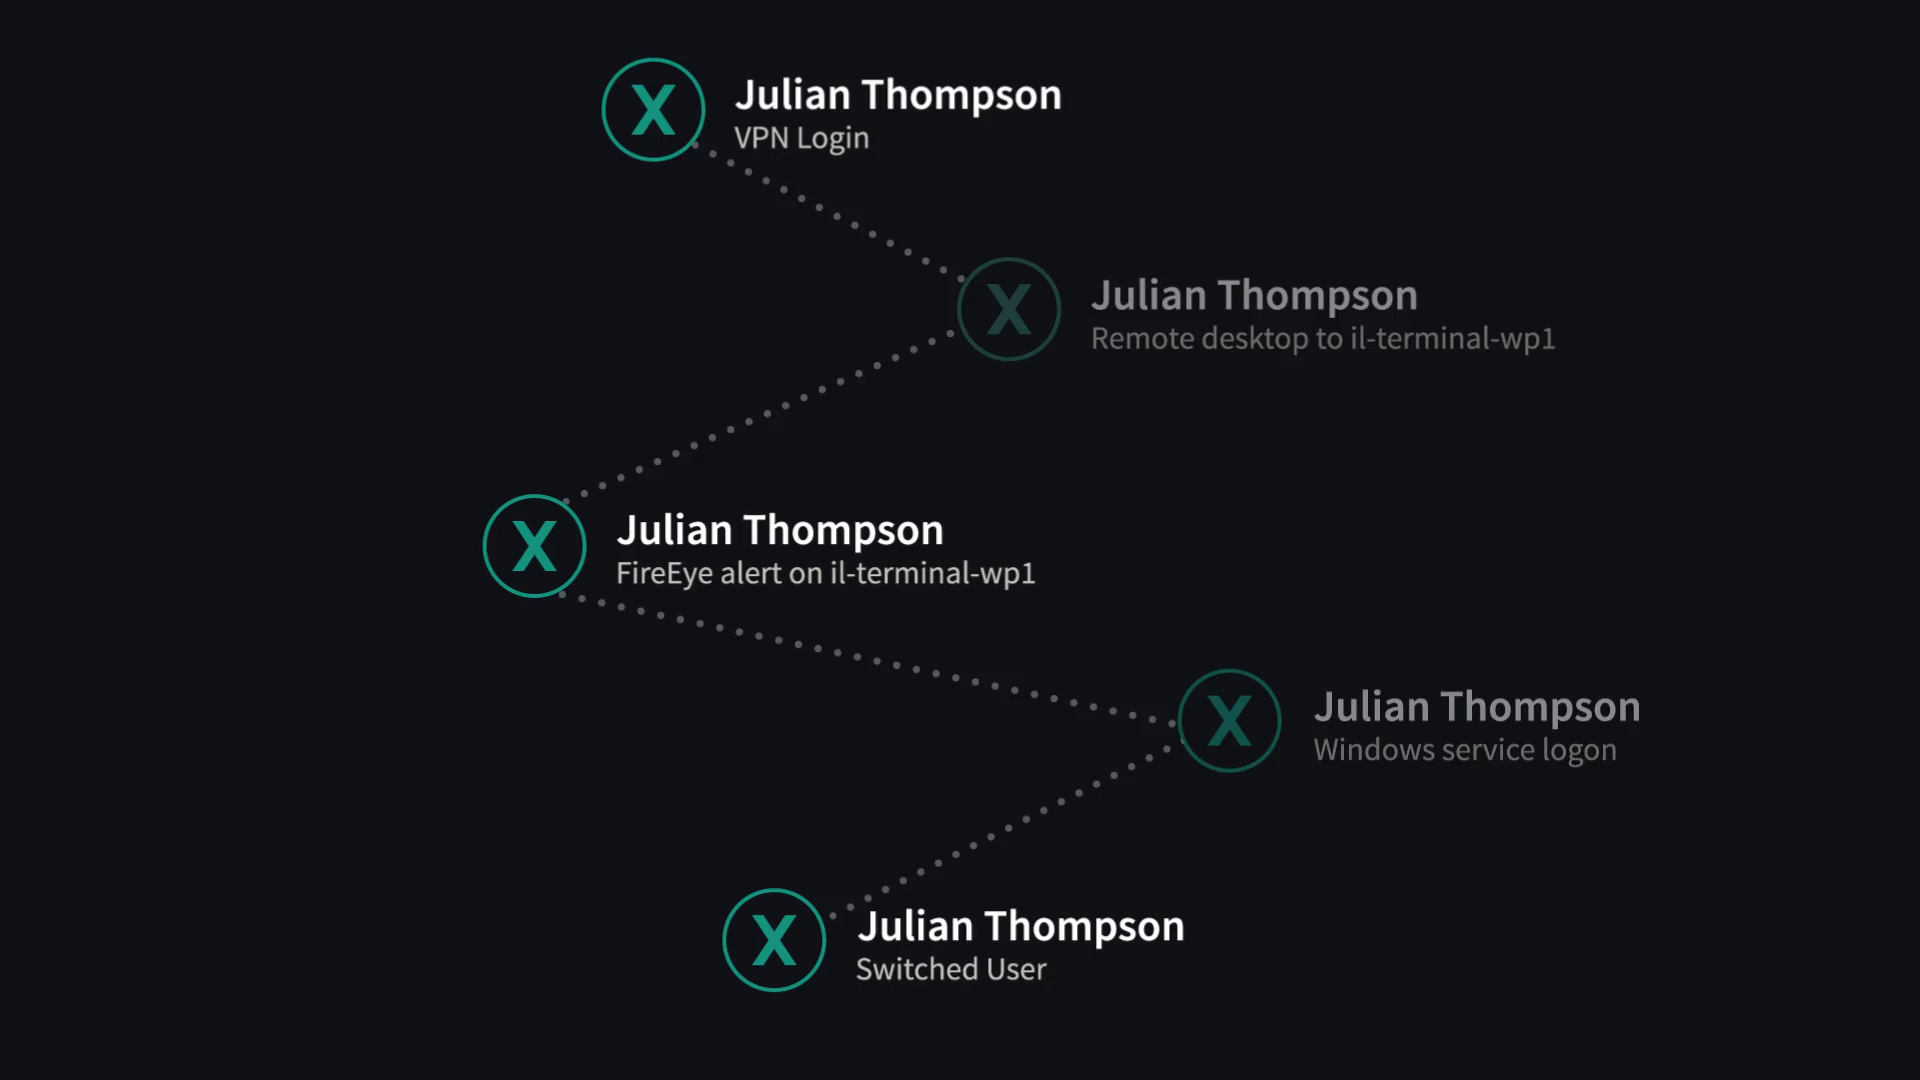 X
Julian Thompson
VPN Login
X
Julian Thompson
Remote desktop to il-terminal-wp1
X
Julian Thompson
FireEye alert on il-terminal-wp1
X
Julian Thompson
Windows service logon
X
Julian Thompson
Switched User